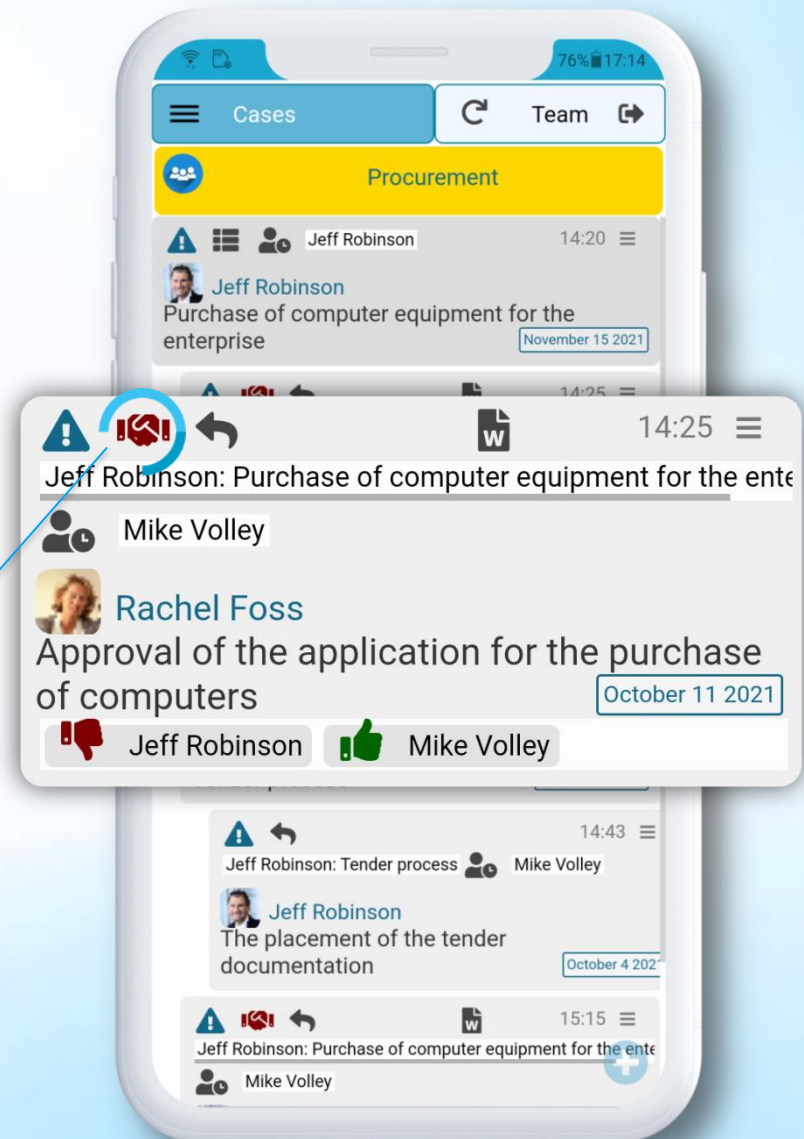 76% 17:14
Cases Team
Procurement
Jeff Robinson 14:20
Jeff Robinson
Purchase of computer equipment for the
enterprise November 15 2021
14:25
W 14:25
Jeff Robinson: Purchase of computer equipment for the ente
Mike Volley
Rachel Foss
Approval of the application for the purchase
of computers October 11 2021
Jeff Robinson Mike Volley
Tender process
14:43
Jeff Robinson: Tender process Mike Volley
Jeff Robinson
The placement of the tender
documentation October 4 202
W 15:15
Jeff Robinson: Purchase of computer equipment for the ente
Mike Volley